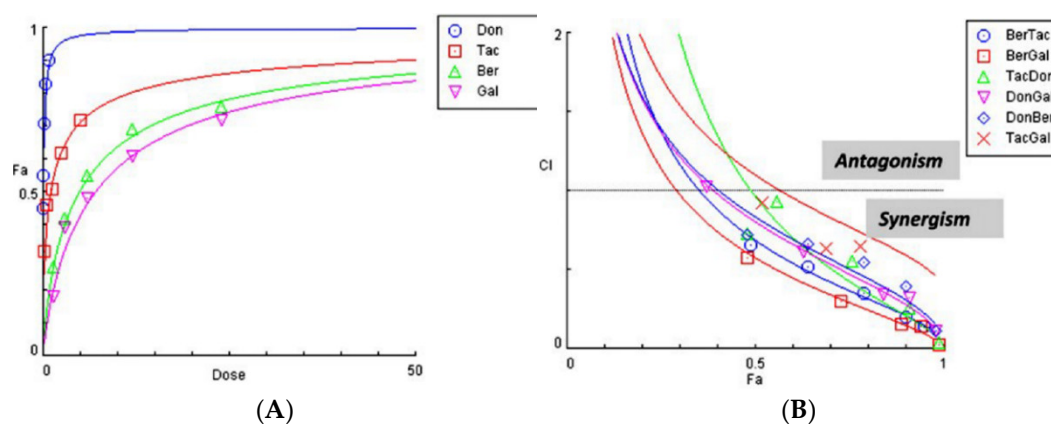 1
Fa
0.5
0
0
Dose
50
Don
Tac
Ber
Gal
(A)
2
CI
1
0
0
0.5
1
Fa
Antagonism
Synergism
BerTac
BerGal
TacDon
DonGal
DonBer
TacGal
(B)